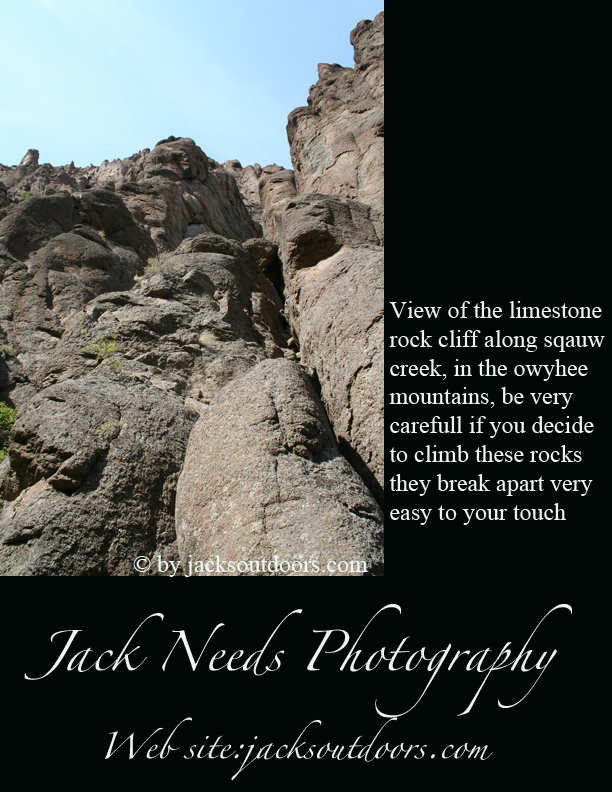 View of the limestone
rock cliff along sqauw
creek, in the owyhee
mountains, be very
carefull if you decide
to climb these rocks
they break apart very
easy to your touch
© by jacksoutdoors.com
Jack Needs Photography
Web site:jacksoutdoors.com